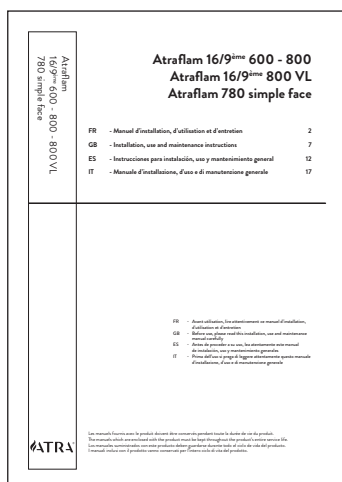 Atraflam
16/9ème 600 - 800 - 800 VL
780 simple face
Atraflam 16/9ème 600 - 800
Atraflam 16/9ème 800 VL
Atraflam 780 simple face
FR - Manuel d'installation, d'utilisation et d'entretien 2
GB - Installation, use and maintenance instructions 7
ES - Instrucciones para instalación, uso y mantenimiento general 12
IT - Manuale d'installazione, d'uso e di manutenzione generale 17
FR - Avant utilisation, lire attentivement ce manuel d'installation,
d'utilisation et d'entretien
GB - Before use, please read this installation, use and maintenance
manual carefully
ES - Antes de proceder a su uso, lea atentamente este manual
de instalación, uso y mantenimiento generales
IT - Prima dell'uso si prega di leggere attentamente questo manuale
d'installazione, d'uso e di manutenzione generale
Les manuels fournis avec le produit doivent être conservés pendant toute la durée de vie du produit.
The manuals which are enclosed with the product must be kept throughout the product's entire service life.
Los manuales suministrados con este producto deben guardarse durante todo el ciclo de vida del producto.
I manuali inclusi con il prodotto vanno conservati per l'intero ciclo di vita del prodotto.
ATRA